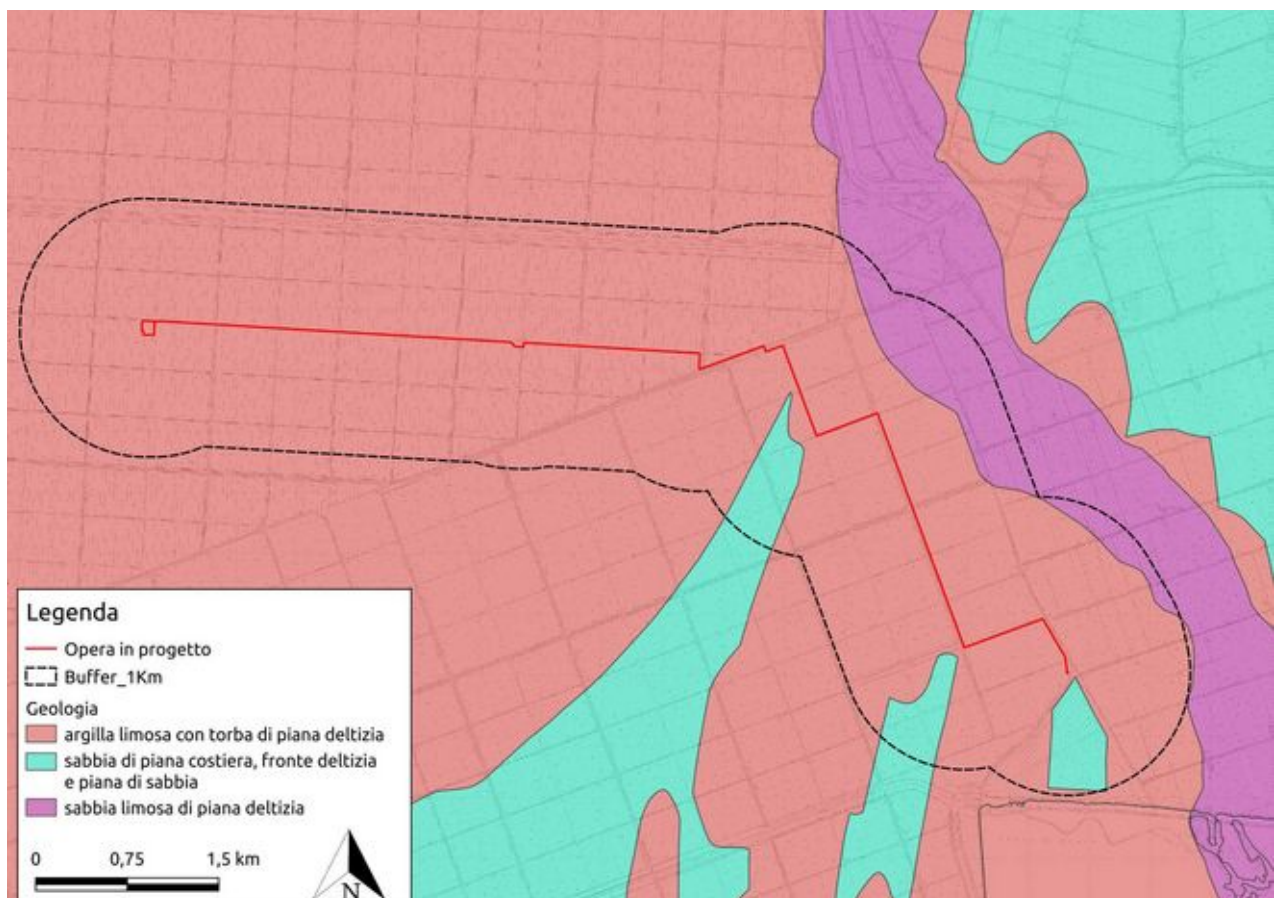 Legenda
Opera in progetto
Buffer_1Km
Geologia
argilla limosa con torba di piana deltizia
sabbia di piana costiera, fronte deltizia
e piana di sabbia
sabbia limosa di piana deltizia
0 0,75 1,5 km
N